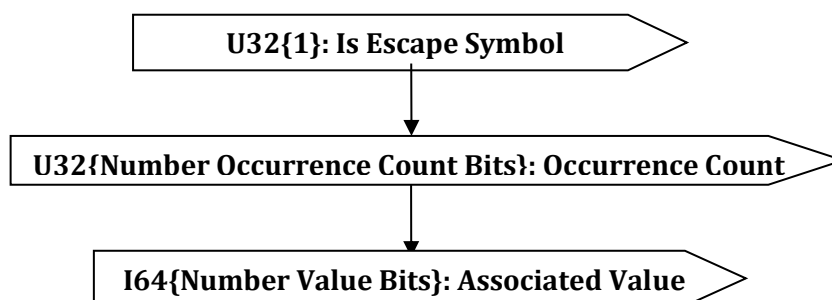 U32{1}: Is Escape Symbol
U32{Number Occurrence Count Bits}: Occurrence Count
I64{Number Value Bits}: Associated Value